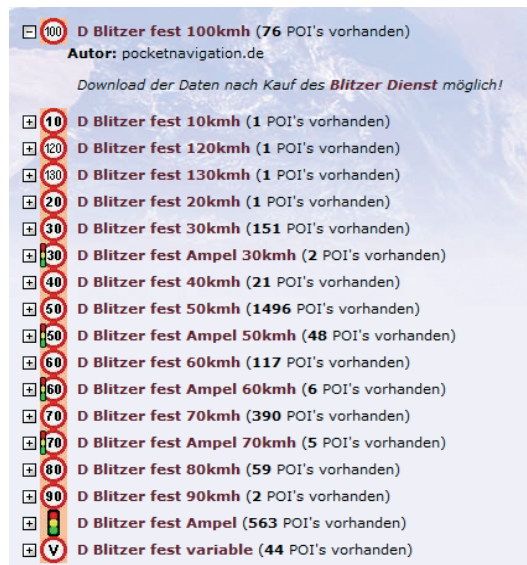 100 D Blitzer fest 100kmh (76 POI's vorhanden)
Autor: pocketnavigation.de
Download der Daten nach Kauf des Blitzer Dienst möglich!
10 D Blitzer fest 10kmh (1 POI's vorhanden)
120 D Blitzer fest 120kmh (1 POI's vorhanden)
130 D Blitzer fest 130kmh (1 POI's vorhanden)
20 D Blitzer fest 20kmh (1 POI's vorhanden)
30 D Blitzer fest 30kmh (151 POI's vorhanden)
30 D Blitzer fest Ampel 30kmh (2 POI's vorhanden)
40 D Blitzer fest 40kmh (21 POI's vorhanden)
50 D Blitzer fest 50kmh (1496 POI's vorhanden)
50 D Blitzer fest Ampel 50kmh (48 POI's vorhanden)
60 D Blitzer fest 60kmh (117 POI's vorhanden)
60 D Blitzer fest Ampel 60kmh (6 POI's vorhanden)
70 D Blitzer fest 70kmh (390 POI's vorhanden)
70 D Blitzer fest Ampel 70kmh (5 POI's vorhanden)
80 D Blitzer fest 80kmh (59 POI's vorhanden)
90 D Blitzer fest 90kmh (2 POI's vorhanden)
D Blitzer fest Ampel (563 POI's vorhanden)
V D Blitzer fest variable (44 POI's vorhanden)